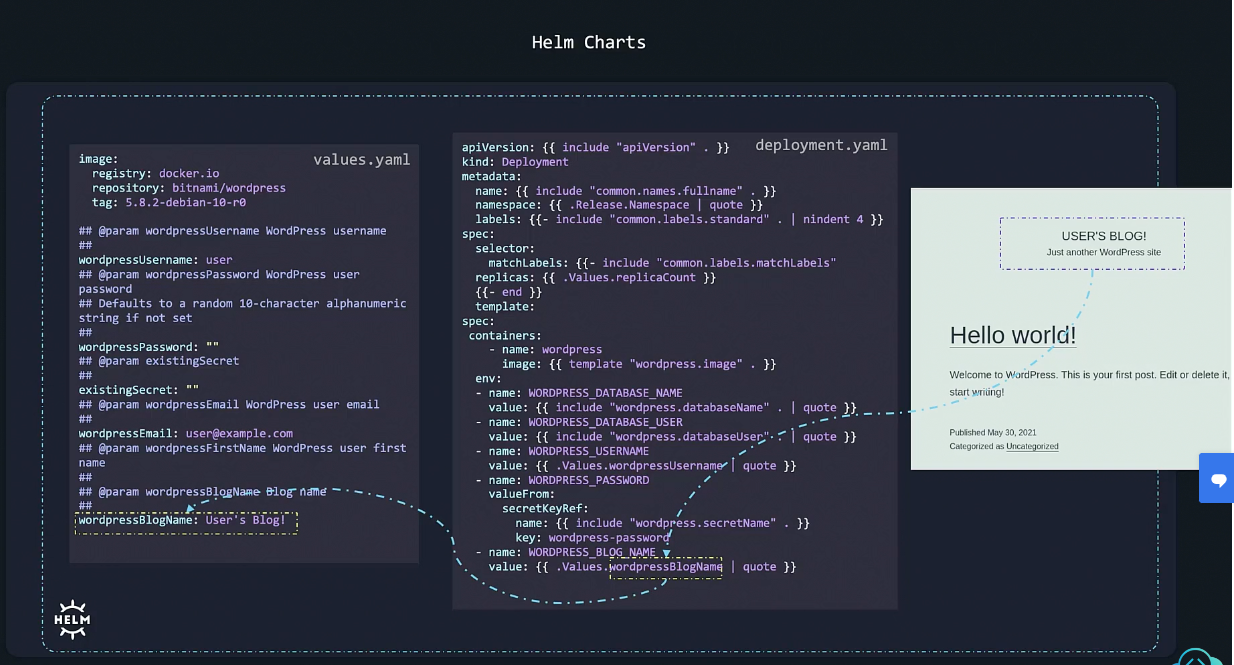 Helm Charts
values.yaml
image:
registry: docker.io
repository: bitnami/wordpress
tag: 5.8.2-debian-10-r0
## @param wordpressUsername WordPress username
##
wordpressUsername: user
## @param wordpressPassword WordPress user
password
## Defaults to a random 10-character alphanumeric
string if not set
##
wordpressPassword: ""
## @param existingSecret
##
existingSecret: ""
## @param wordpressEmail WordPress user email
##
wordpressEmail: user@example.com
## @param wordpressFirstName WordPress user first
name
##
## @param wordpressBlogName Blog name
##
wordpressBlogName: User's Blog!
HELM
deployment.yaml
apiVersion: {{ include "apiVersion" . }}
kind: Deployment
metadata:
name: {{ include "common.names.fullname" . }}
namespace: {{ .Release.Namespace | quote }}
labels: {{- include "common.labels.standard" . | nindent 4 }}
spec:
selector:
matchLabels: {{- include "common.labels.matchLabels"
replicas: {{ .Values.replicaCount }}
{{- end }}
template:
spec:
containers:
- name: wordpress
image: {{ template "wordpress.image" . }}
env:
- name: WORDPRESS_DATABASE_NAME
value: {{ include "wordpress.databaseName" . | quote }}
- name: WORDPRESS_DATABASE_USER
value: {{ include "wordpress.databaseUser" . | quote }}
- name: WORDPRESS_USERNAME
value: {{ .Values.wordpressUsername | quote }}
- name: WORDPRESS_PASSWORD
valueFrom:
secretKeyRef:
name: {{ include "wordpress.secretName" . }}
key: wordpress-password
- name: WORDPRESS_BLOG_NAME
value: {{ .Values.wordpressBlogName | quote }}
USER'S BLOG!
Just another WordPress site
Hello world!
Welcome to WordPress. This is your first post. Edit or delete it,
start writing!
Published May 30, 2021
Categorized as Uncategorized